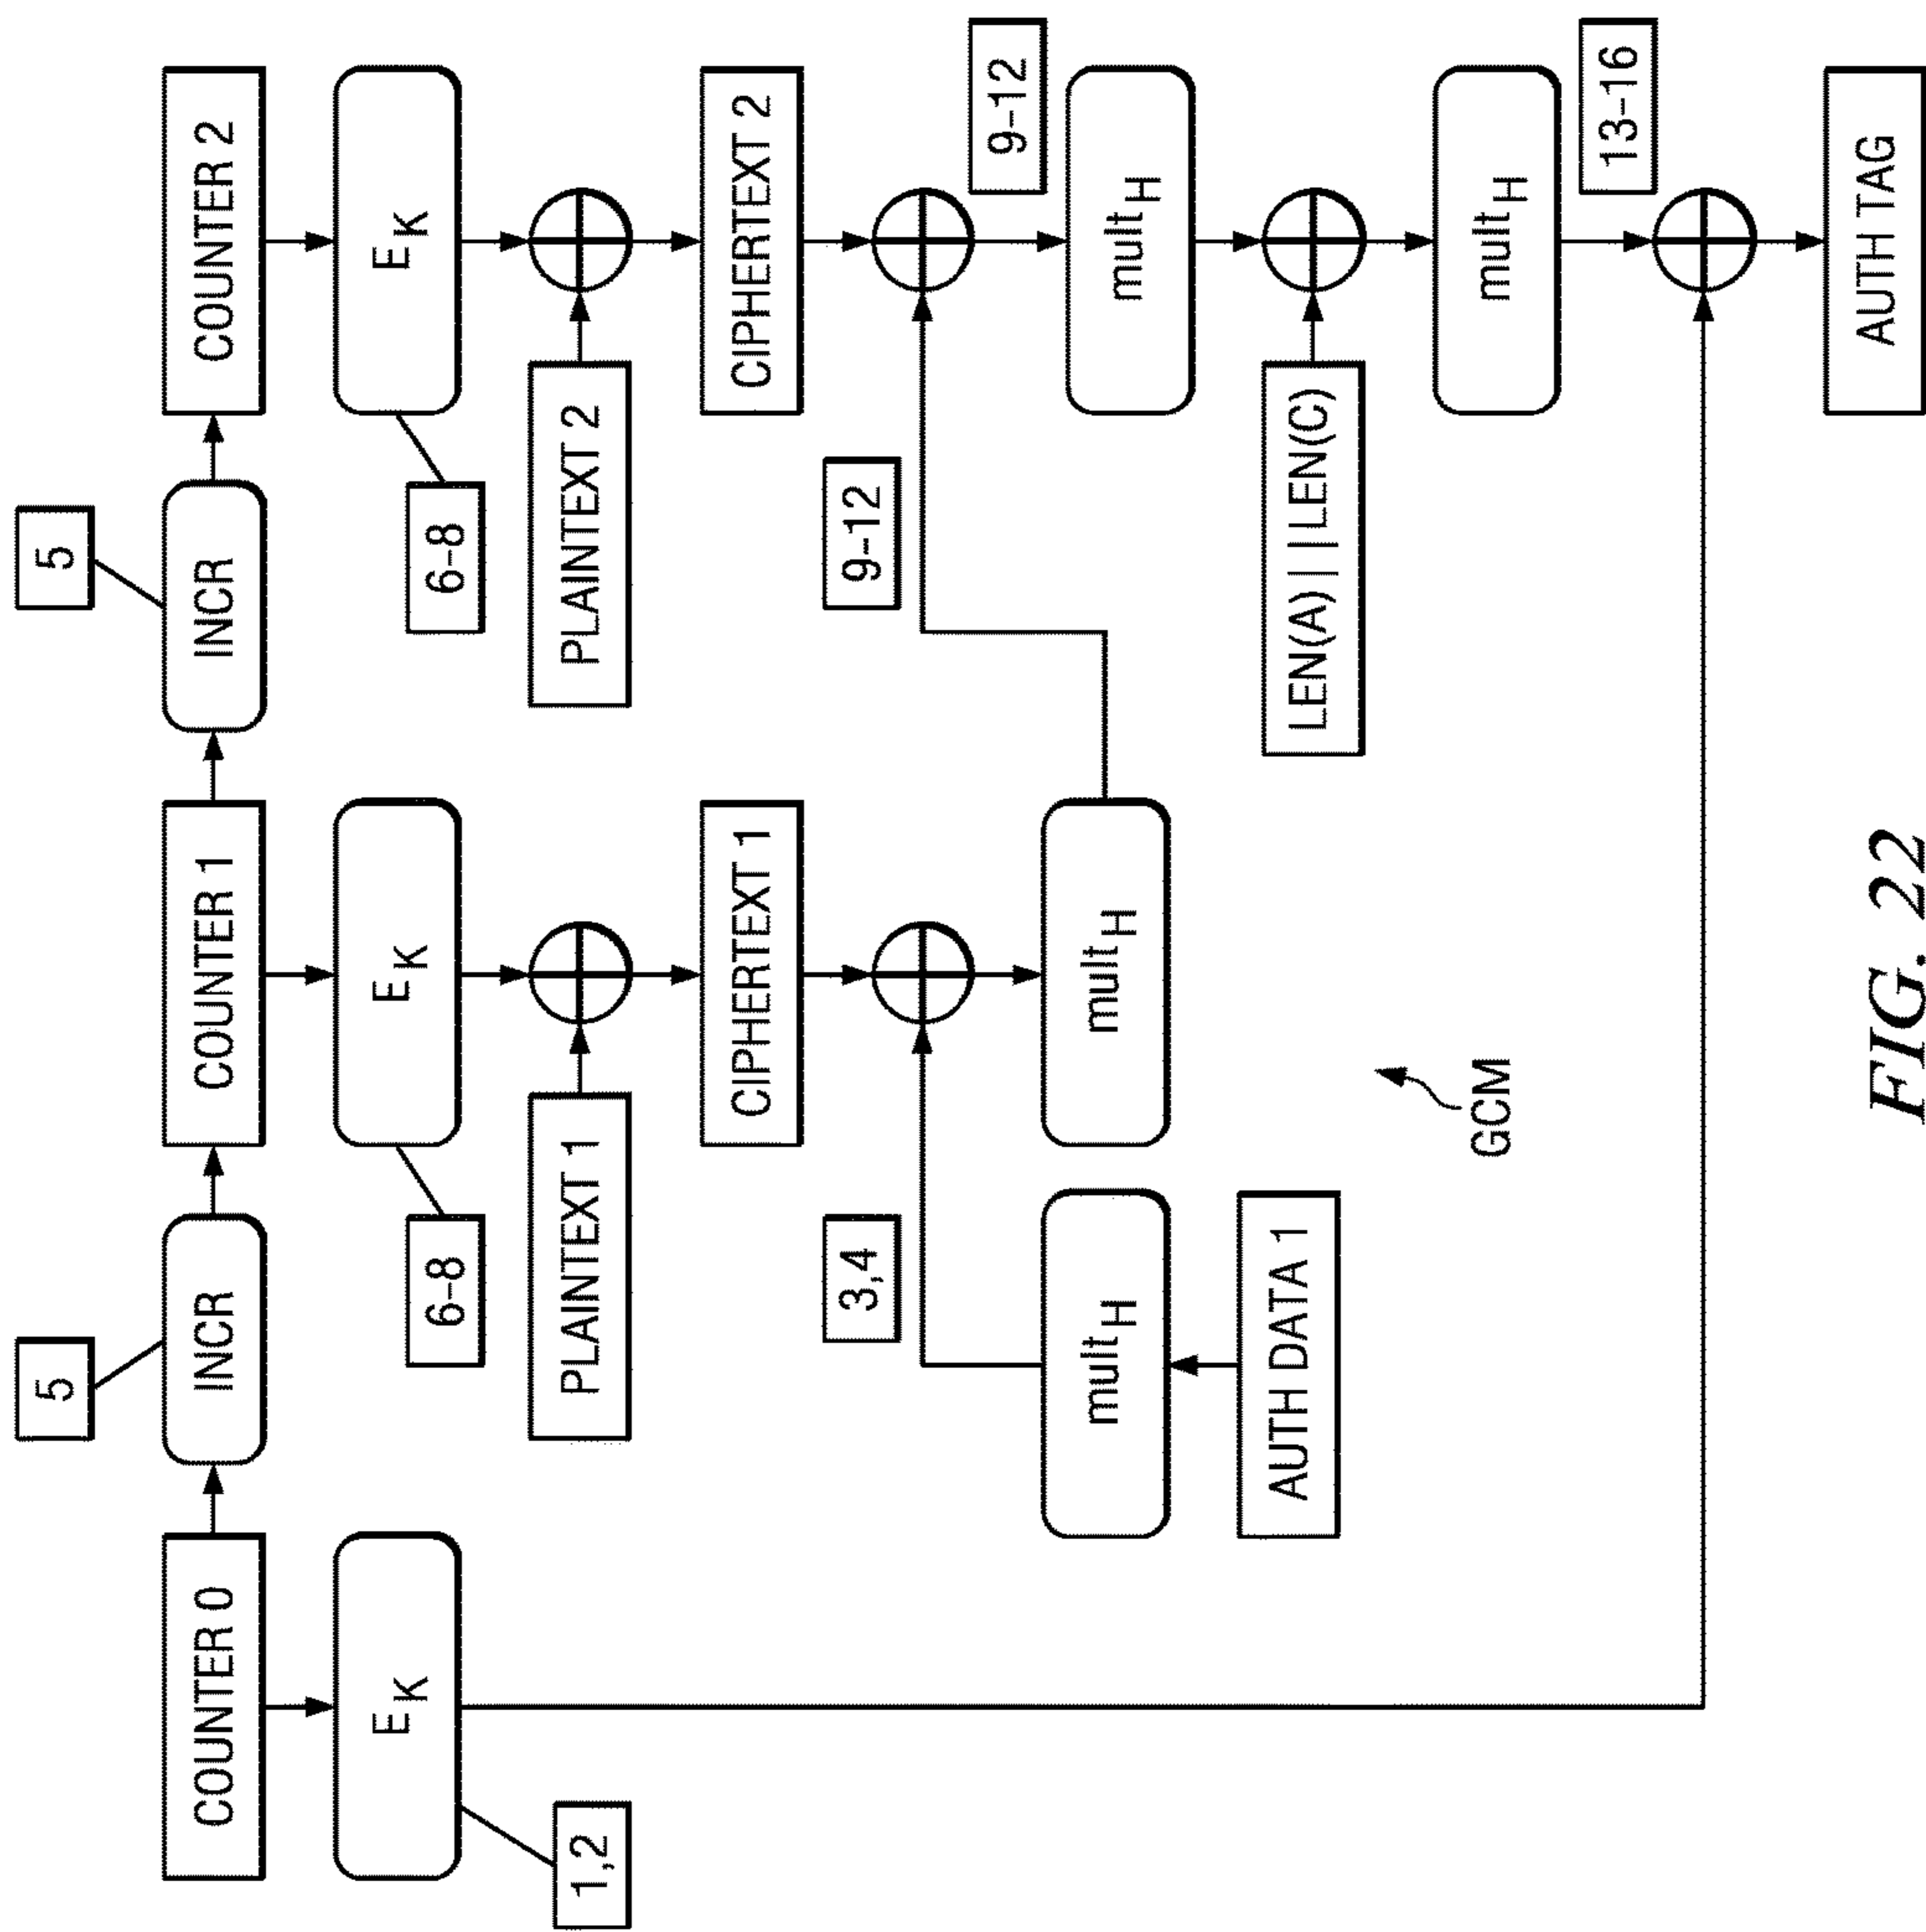 5
5
COUNTER 0
INCR
COUNTER 1
INCR
COUNTER 2
E K
E K
E K
6-8
6-8
1,2
PLAINTEXT 1
PLAINTEXT 2
CIPHERTEXT 1
CIPHERTEXT 2
3,4
9-12
9-12
mult H
mult H
mult H
AUTH DATA 1
LEN(A) | | LEN(C)
GCM
mult H
13-16
AUTH TAG
FIG. 22